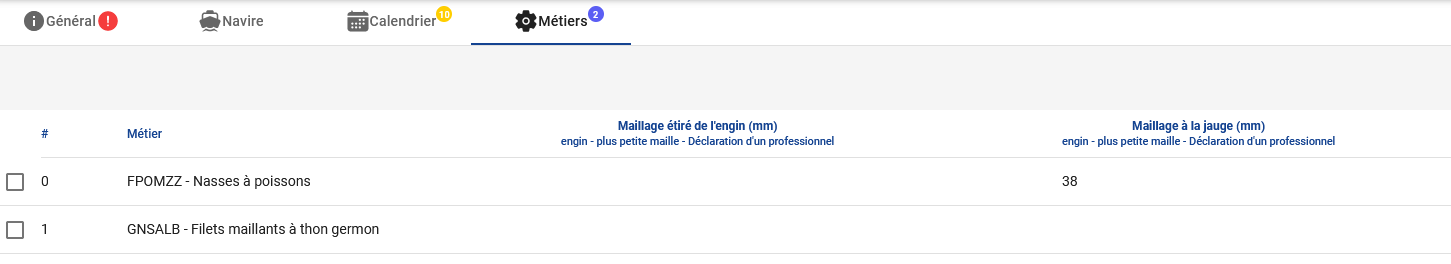 Général ! Navire Calendrier 10 Métiers 2
# Métier Maillage étiré de l'engin (mm) Maillage à la jauge (mm)
engin - plus petite maille - Déclaration d'un professionnel engin - plus petite maille - Déclaration d'un professionnel
0 FPOMZZ - Nasses à poissons 38
1 GNSALB - Filets maillants à thon germon